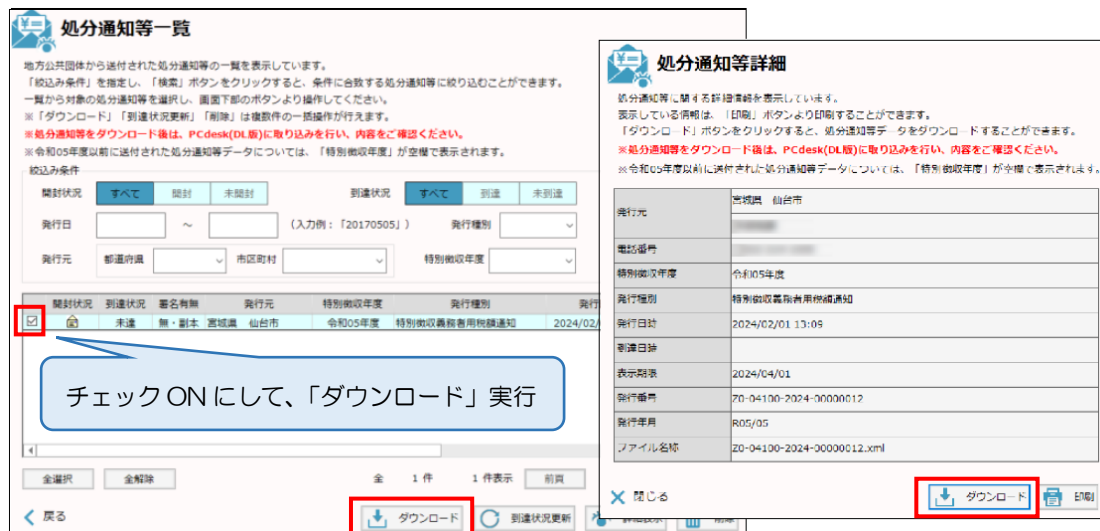 処分通知等一覧
地方公共団体から送付された処分通知等の一覧を表示しています。
「絞込み条件」を指定し、「検索」ボタンをクリックすると、条件に合致する処分通知等に絞り込むことができます。
一覧から対象の処分通知等を選択し、画面下部のボタンより操作してください。
※「ダウンロード」「到達状況更新」「削除」は複数件の一括操作が行えます。
※処分通知等をダウンロード後は、PCdesk(DL版)に取り込みを行い、内容をご確認ください。
※令和05年度以前に送付された処分通知等データについては、「特別徴収年度」が空欄で表示されます。
絞込み条件
開封状況 すべて 開封 未開封 到達状況 すべて 到達 未到達
発行日 ～ (入力例：「20170505」) 発行種別
発行元 都道府県 市区町村 特別徴収年度
開封状況 到達状況 署名有無 発行元 特別徴収年度 発行種別 発行
未達 無・副本 宮城県 仙台市 令和05年度 特別徴収義務者用税額通知 2024/02/
チェック ON にして、「ダウンロード」実行
全選択 全解除 全 1 件 1 件表示 前頁
戻る ダウンロード 到達状況更新 詳細表示 削除
処分通知等詳細
処分通知等に関する詳細情報を表示しています。
表示している情報は、「印刷」ボタンより印刷することができます。
「ダウンロード」ボタンをクリックすると、処分通知等データをダウンロードすることができます。
※処分通知等をダウンロード後は、PCdesk(DL版)に取り込みを行い、内容をご確認ください。
※令和05年度以前に送付された処分通知等データについては、「特別徴収年度」が空欄で表示されます。
発行元 宮城県 仙台市
電話番号
特別徴収年度 令和05年度
発行種別 特別徴収義務者用税額通知
発行日時 2024/02/01 13:09
到達日時
表示期限 2024/04/01
発行番号 Z0-04100-2024-00000012
発行年月 R05/05
ファイル名称 Z0-04100-2024-00000012.xml
閉じる ダウンロード 印刷